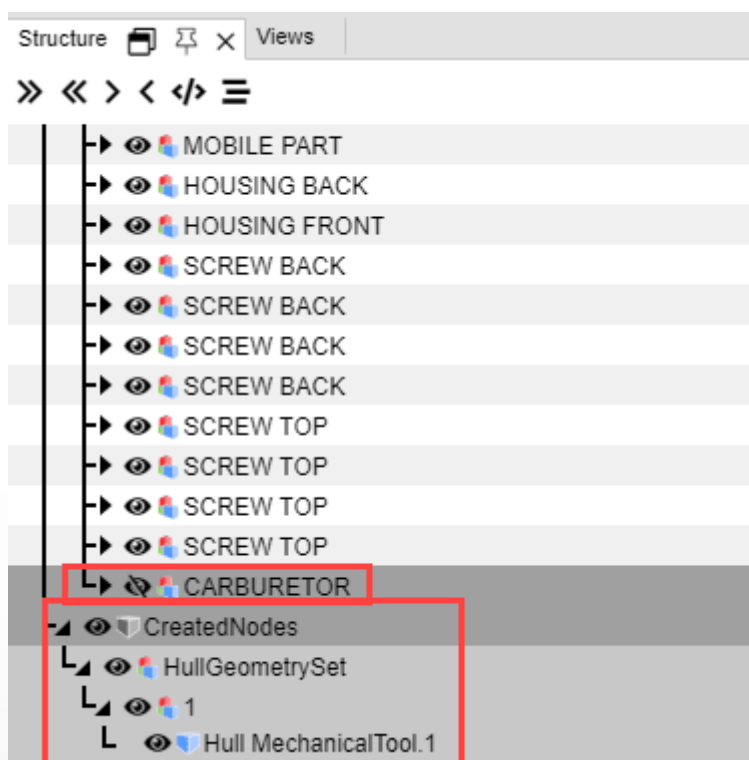 Structure Views
MOBILE PART
HOUSING BACK
HOUSING FRONT
SCREW BACK
SCREW BACK
SCREW BACK
SCREW BACK
SCREW TOP
SCREW TOP
SCREW TOP
SCREW TOP
CARBURETOR
CreatedNodes
HullGeometrySet
1
Hull MechanicalTool.1